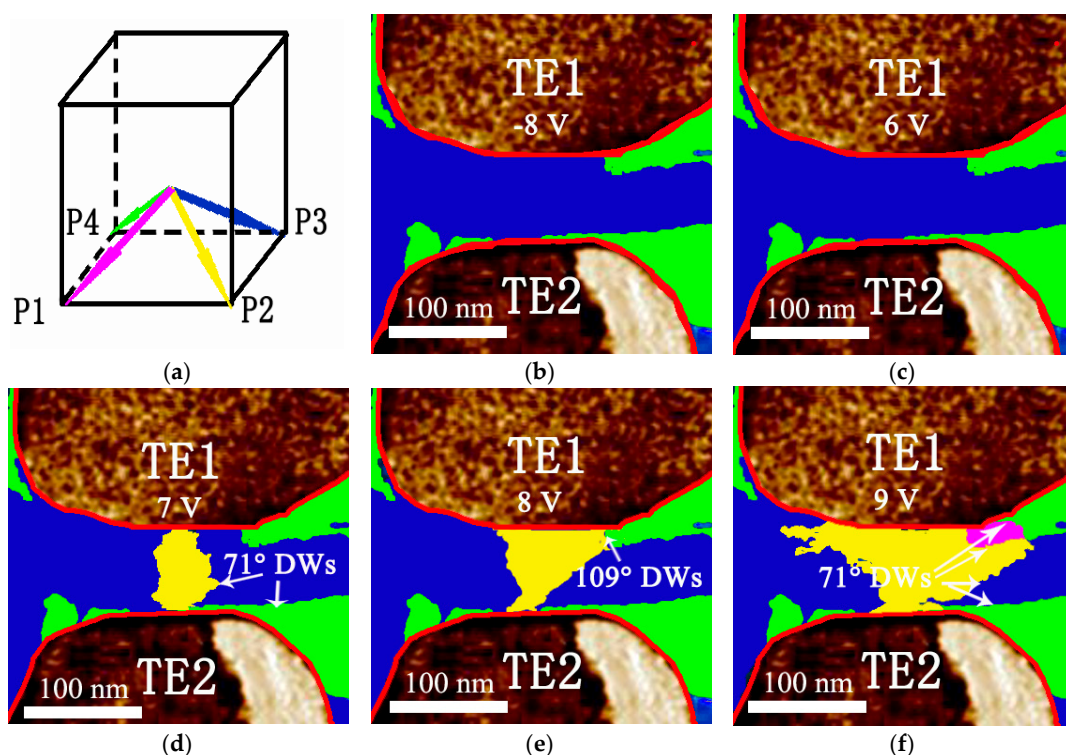 P4
P3
P1
P2
(a)
TE1
-8 V
100 nm
TE2
(b)
TE1
6 V
100 nm
TE2
(c)
TE1
7 V
71° DWs
100 nm
TE2
(d)
TE1
8 V
109° DWs
100 nm
TE2
(e)
TE1
9 V
71° DWs
100 nm
TE2
(f)